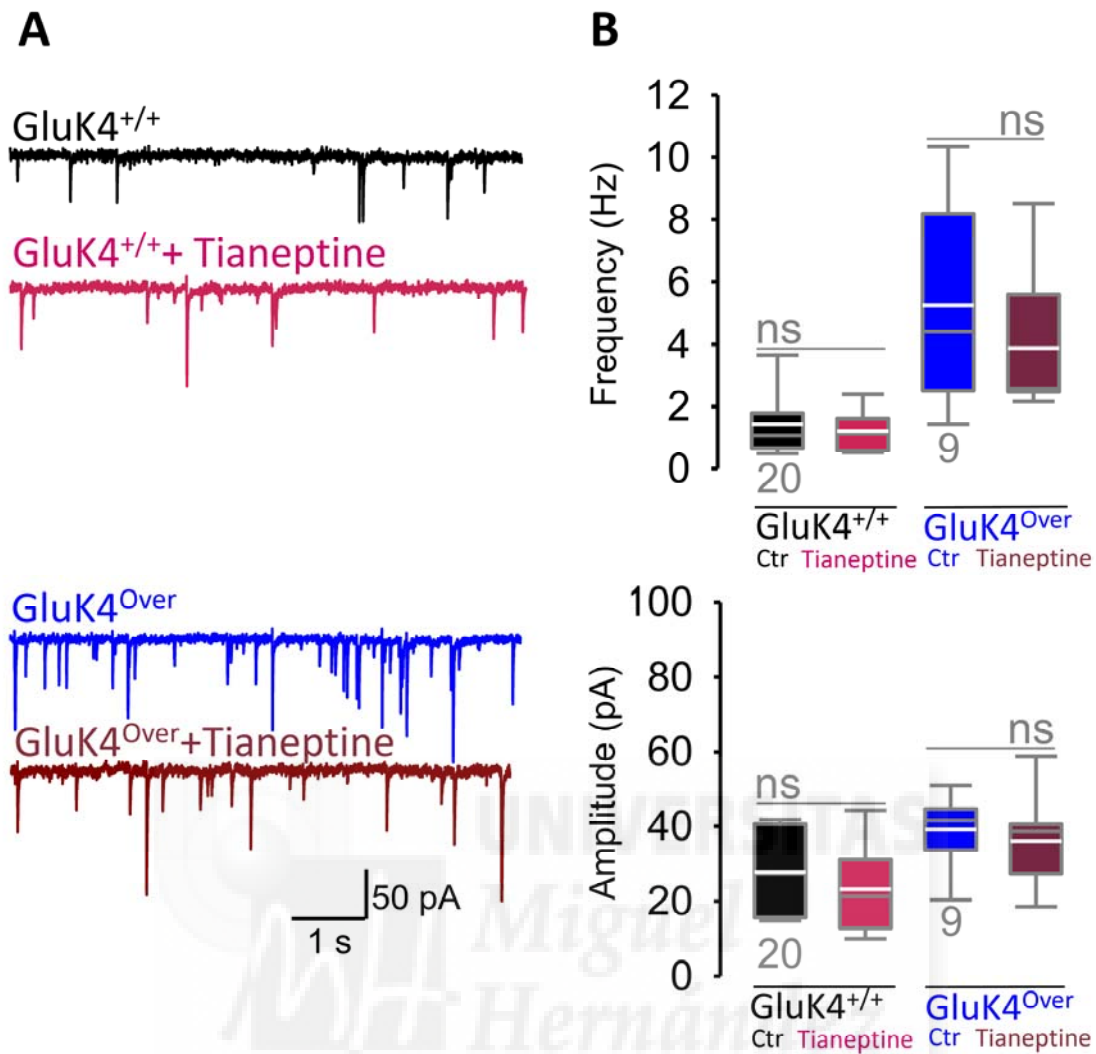 A
B
GluK4+/+
GluK4+/++ Tianeptine
GluK4Over
GluK4Over+Tianeptine
50 pA
1 s
Frequency (Hz)
12
10
8
6
4
2
0
ns
ns
20
9
GluK4+/+
GluK4Over
Ctr Tianeptine
Ctr Tianeptine
Amplitude (pA)
100
80
60
40
20
0
ns
ns
20
9
GluK4+/+
GluK4Over
Ctr Tianeptine
Ctr Tianeptine
UNIVERSITAS
Miguel
Hernández